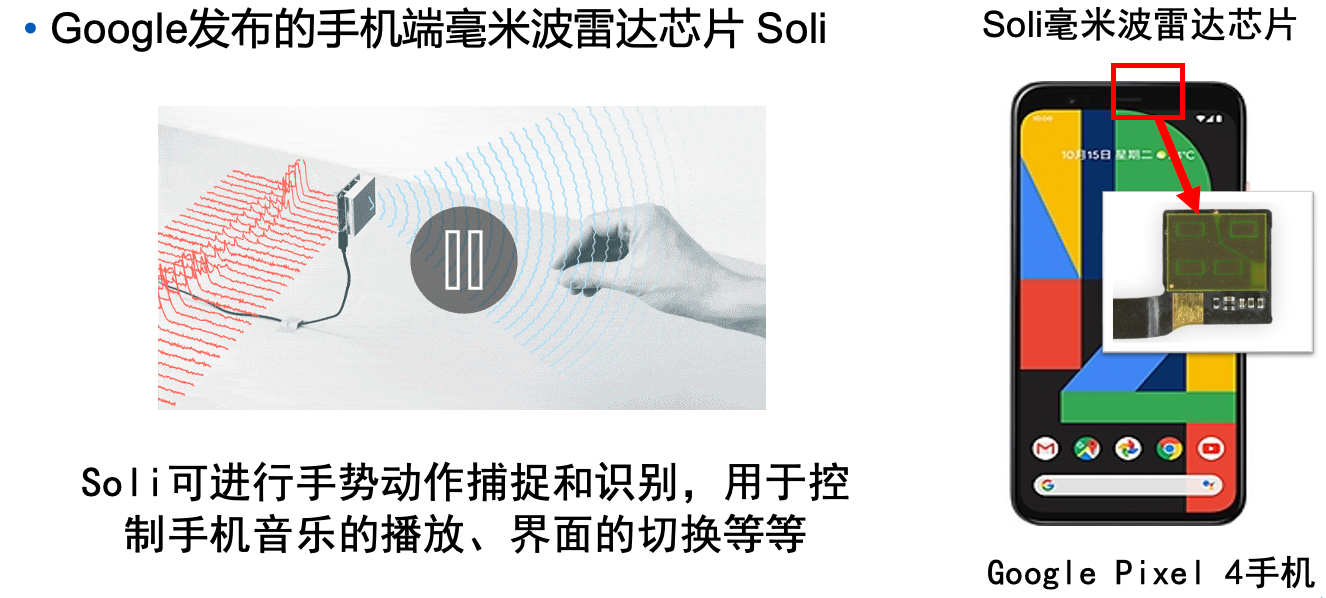 • Google发布的手机端毫米波雷达芯片 Soli
Soli毫米波雷达芯片
10:00
10月15日 星期二
°C
Soli可进行手势动作捕捉和识别，用于控
制手机音乐的播放、界面的切换等等
Google Pixel 4手机